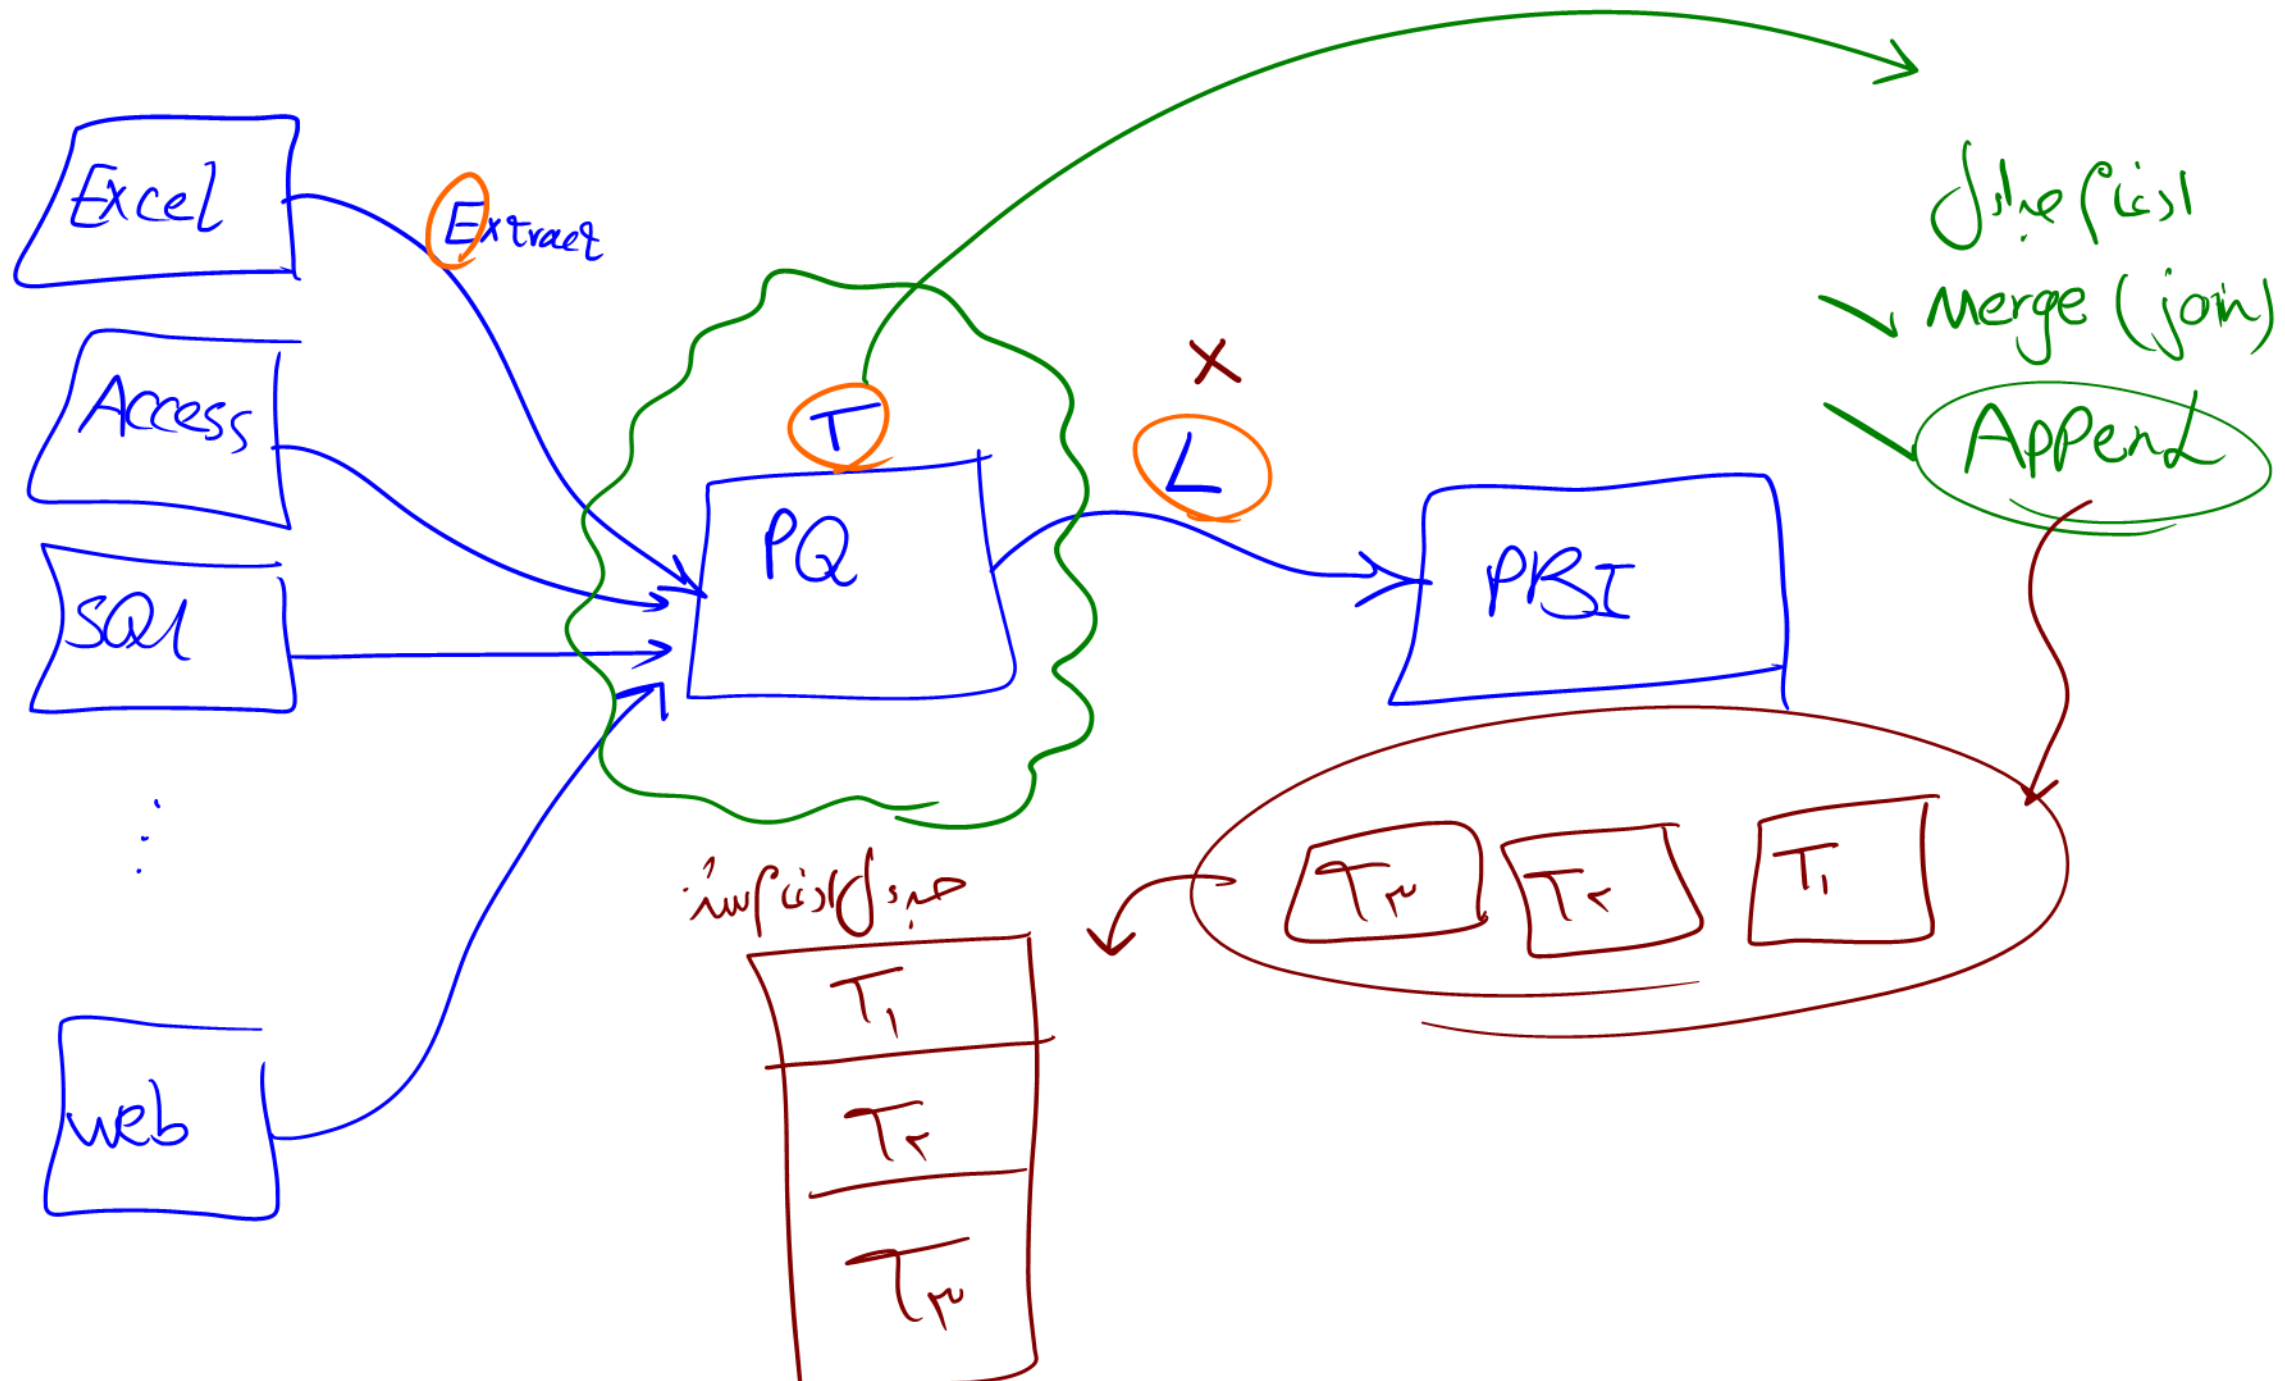 Excel
Extract
Access
SQl
web
T
PQ
L
PBI
ادغام جداول
Merge (join)
Append
T۳ T۲ T۱
جدول ادغام شده
T۱
T۲
T۳